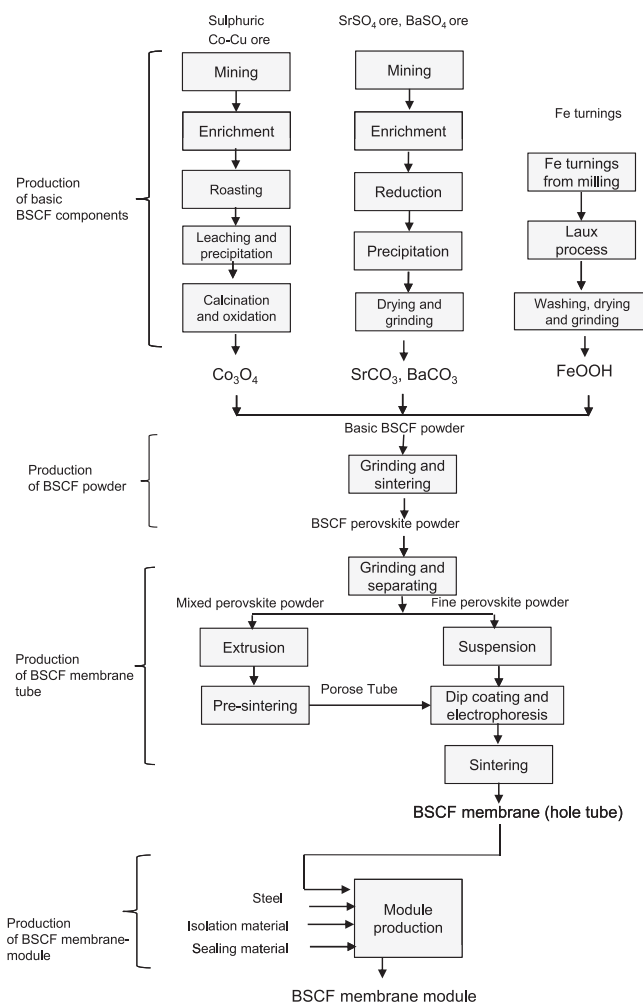 Sulphuric
Co-Cu ore
SrSO₄ ore, BaSO₄ ore
Mining
Mining
Fe turnings
Enrichment
Enrichment
Fe turnings
from milling
Production
of basic
BSCF components
Roasting
Reduction
Laux
process
Leaching and
precipitation
Precipitation
Calcination
and oxidation
Drying and
grinding
Washing, drying
and grinding
Co₃O₄
SrCO₃, BaCO₃
FeOOH
Basic BSCF powder
Production
of BSCF powder
Grinding and
sintering
BSCF perovskite powder
Grinding and
separating
Mixed perovskite powder
Fine perovskite powder
Production
of BSCF membrane
tube
Extrusion
Suspension
Pre-sintering
Porose Tube
Dip coating and
electrophoresis
Sintering
BSCF membrane (hole tube)
Production
of BSCF membrane-
module
Steel
Isolation material
Sealing material
Module
production
BSCF membrane module